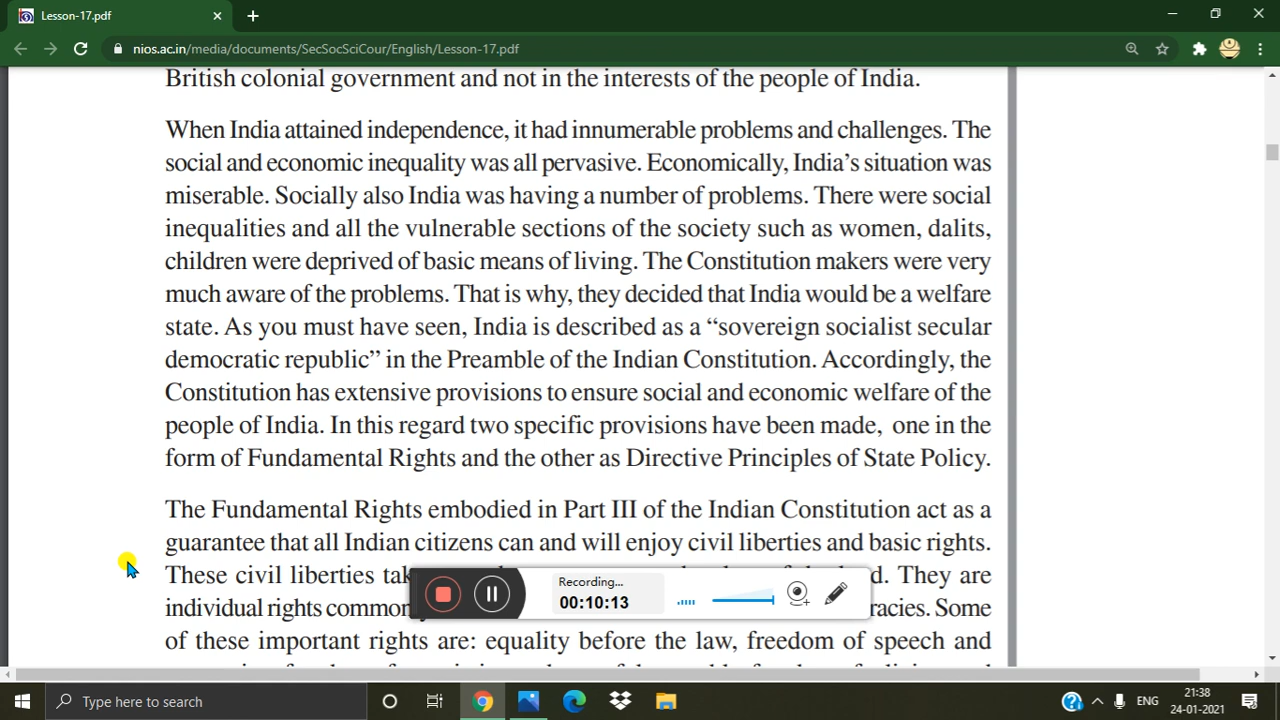 Lesson-17.pdf
nios.ac.in/media/documents/SecSocSciCour/English/Lesson-17.pdf
British colonial government and not in the interests of the people of India.
When India attained independence, it had innumerable problems and challenges. The
social and economic inequality was all pervasive. Economically, India's situation was
miserable. Socially also India was having a number of problems. There were social
inequalities and all the vulnerable sections of the society such as women, dalits,
children were deprived of basic means of living. The Constitution makers were very
much aware of the problems. That is why, they decided that India would be a welfare
state. As you must have seen, India is described as a “sovereign socialist secular
democratic republic” in the Preamble of the Indian Constitution. Accordingly, the
Constitution has extensive provisions to ensure social and economic welfare of the
people of India. In this regard two specific provisions have been made, one in the
form of Fundamental Rights and the other as Directive Principles of State Policy.
The Fundamental Rights embodied in Part III of the Indian Constitution act as a
guarantee that all Indian citizens can and will enjoy civil liberties and basic rights.
These civil liberties They are
individual rights Some
of these important rights are: equality before the law, freedom of speech and
Recording...
00:10:13
Type here to search
ENG
21:38
24-01-2021